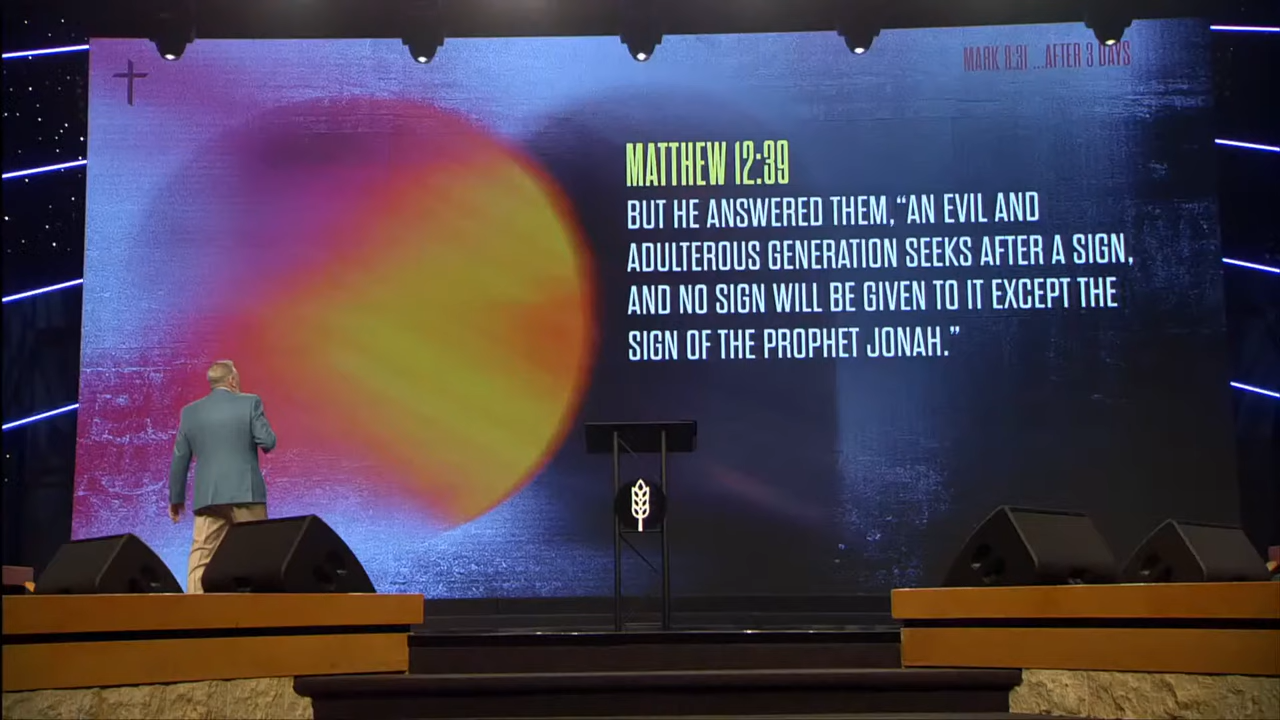 MARK 8:31 ...AFTER 3 DAYS
MATTHEW 12:39
BUT HE ANSWERED THEM, “AN EVIL AND
ADULTEROUS GENERATION SEEKS AFTER A SIGN,
AND NO SIGN WILL BE GIVEN TO IT EXCEPT THE
SIGN OF THE PROPHET JONAH.”